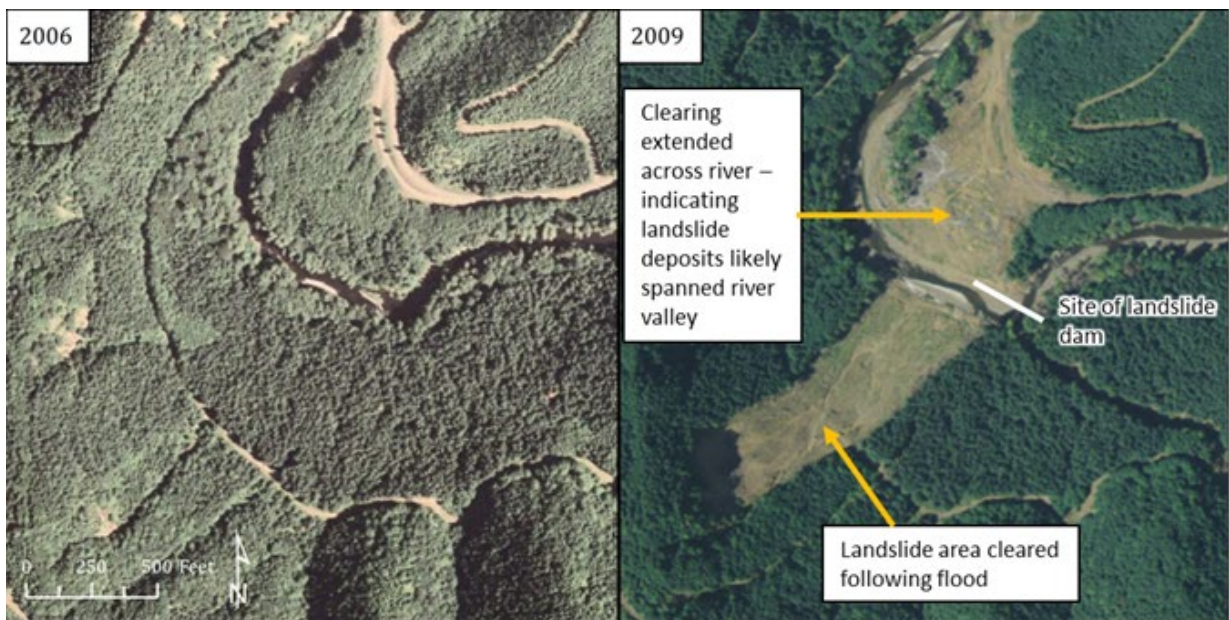 2006
0 250 500 Feet
N
2009
Clearing
extended
across river –
indicating
landslide
deposits likely
spanned river
valley
Site of landslide
dam
Landslide area cleared
following flood